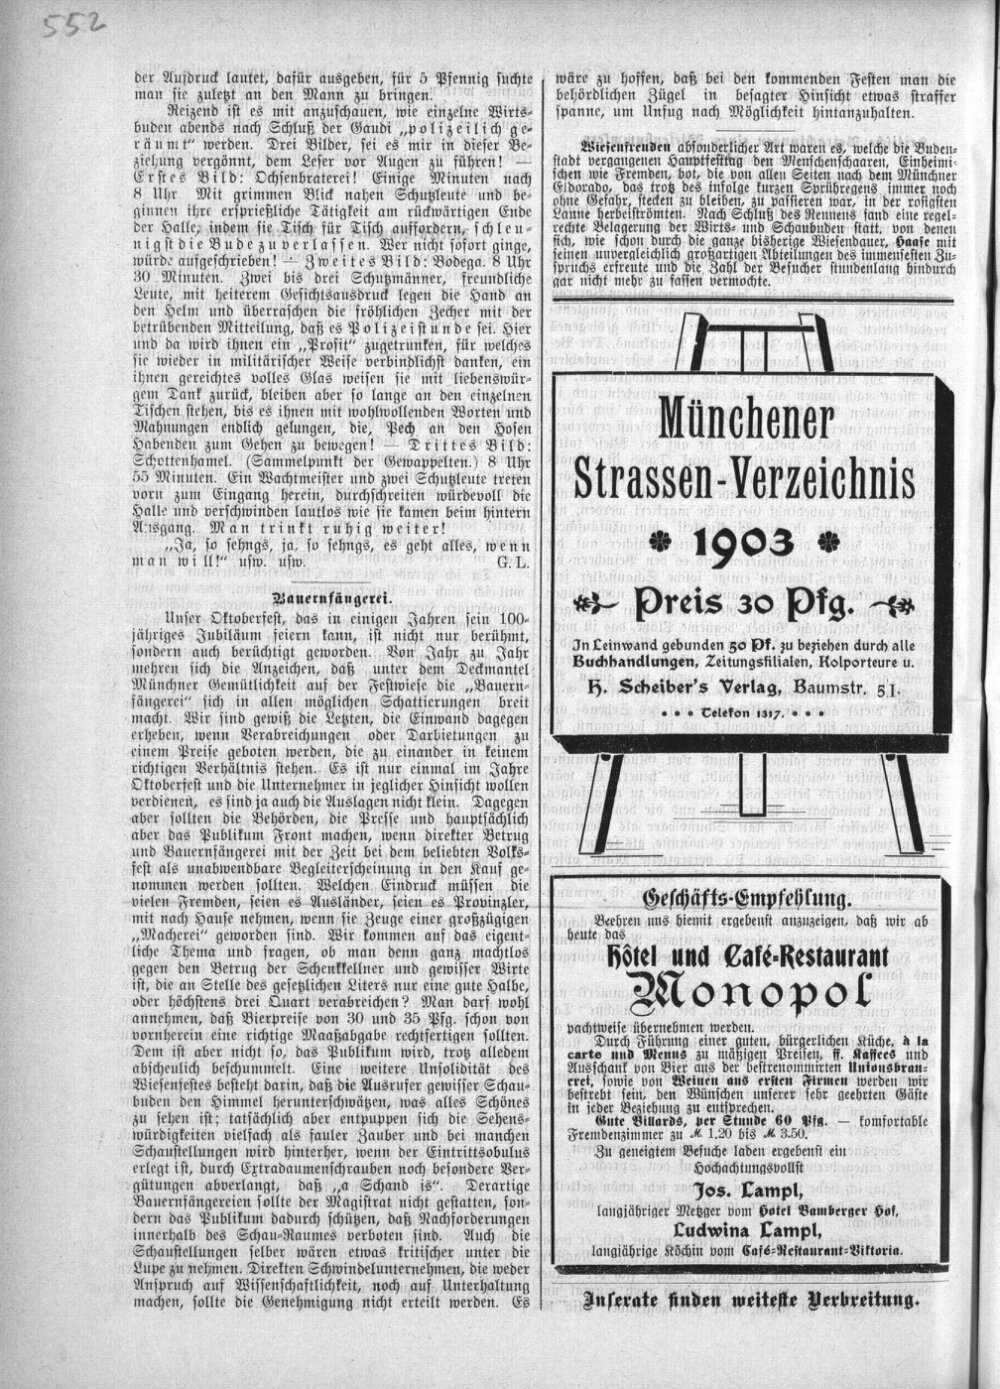 552
der Ausdruck lautet, dafür ausgeben, für 5 Pfennig suchte
man sie zuletzt an den Mann zu bringen.
Reizend ist es mit anzuschauen, wie einzelne Wirts-
buden abends nach Schluß der Gaudi „polizeilich ge-
räumt“ werden. Drei Bilder, sei es mir in dieser Be-
ziehung vergönnt, dem Leser vor Augen zu führen! —
Erstes Bild: Ochsenbraterei! Einige Minuten nach
8 Uhr Mit grimmen Blick nahen Schutzleute und be-
ginnen ihre ersprießliche Tätigkeit am rückwärtigen Ende
der Halle, indem sie Tisch für Tisch auffordern, schleu-
nigst die Bude zu verlassen. Wer nicht sofort ginge,
würde aufgeschrieben! — Zweites Bild: Bodega. 8 Uhr
30 Minuten. Zwei bis drei Schutzmänner, freundliche
Leute, mit heiterem Gesichtsausdruck legen die Hand an
den Helm und überraschen die fröhlichen Zecher mit der
betrübenden Mitteilung, daß es Polizeistunde sei. Hier
und da wird ihnen ein „Prosit“ zugetrunken, für welches
sie wieder in militärischer Weise verbindlichst danken, ein
ihnen gereichtes volles Glas weisen sie mit liebenswür-
gem Dank zurück, bleiben aber so lange an den einzelnen
Tischen stehen, bis es ihnen mit wohlwollenden Worten und
Mahnungen endlich gelungen, die, Pech an den Hosen
Habenden zum Gehen zu bewegen! — Drittes Bild:
Schottenhamel. (Sammelpunkt der Gewappelten.) 8 Uhr
55 Minuten. Ein Wachtmeister und zwei Schutzleute treten
vorn zum Eingang herein, durchschreiten würdevoll die
Halle und verschwinden lautlos wie sie kamen beim hintern
Ausgang. Man trinkt ruhig weiter!
„Ja, so sehngs, ja, so sehngs, es geht alles, wenn
man will!“ usw. usw. G. L.
Bauernfängerei.
Unser Oktoberfest, das in einigen Jahren sein 100-
jähriges Jubiläum feiern kann, ist nicht nur berühmt,
sondern auch berüchtigt geworden. Von Jahr zu Jahr
mehren sich die Anzeichen, daß unter dem Deckmantel
Münchner Gemütlichkeit auf der Festwiese die „Bauern-
fängerei“ sich in allen möglichen Schattierungen breit
macht. Wir sind gewiß die Letzten, die Einwand dagegen
erheben, wenn Verabreichungen oder Darbietungen zu
einem Preise geboten werden, die zu einander in keinem
richtigen Verhältnis stehen. Es ist nur einmal im Jahre
Oktoberfest und die Unternehmer in jeglicher Hinsicht wollen
verdienen, es sind ja auch die Auslagen nicht klein. Dagegen
aber sollten die Behörden, die Presse und hauptsächlich
aber das Publikum Front machen, wenn direkter Betrug
und Bauernfängerei mit der Zeit bei dem beliebten Volks-
fest als unabwendbare Begleiterscheinung in den Kauf ge-
nommen werden sollten. Welchen Eindruck müssen die
vielen Fremden, seien es Ausländer, seien es Provinzler,
mit nach Hause nehmen, wenn sie Zeuge einer großzügigen
„Macherei“ geworden sind. Wir kommen auf das eigent-
liche Thema und fragen, ob man denn ganz machtlos
gegen den Betrug der Schenkkellner und gewisser Wirte
ist, die an Stelle des gesetzlichen Liters nur eine gute Halbe,
oder höchstens drei Quart verabreichen? Man darf wohl
annehmen, daß Bierpreise von 30 und 35 Pfg. schon von
vornherein eine richtige Maaßabgabe rechtfertigen sollten.
Dem ist aber nicht so, das Publikum wird, trotz alledem
abscheulich beschummelt. Eine weitere Unsolidität des
Wiesenfestes besteht darin, daß die Ausrufer gewisser Schau-
buden den Himmel herunterschwätzen, was alles Schönes
zu sehen ist; tatsächlich aber entpuppen sich die Sehens-
würdigkeiten vielfach als fauler Zauber und bei manchen
Schaustellungen wird hinterher, wenn der Eintrittsobulus
erlegt ist, durch Extradaumenschrauben noch besondere Ver-
gütungen abverlangt, daß „a Schand is“. Derartige
Bauernfängereien sollte der Magistrat nicht gestatten, son-
dern das Publikum dadurch schützen, daß Nachforderungen
innerhalb des Schau-Raumes verboten sind. Auch die
Schaustellungen selber wären etwas kritischer unter die
Lupe zu nehmen. Direkten Schwindelunternehmen, die weder
Anspruch auf Wissenschaftlichkeit, noch auf Unterhaltung
machen, sollte die Genehmigung nicht erteilt werden. Es
wäre zu hoffen, daß bei den kommenden Festen man die
behördlichen Zügel in besagter Hinsicht etwas straffer
spanne, um Unfug nach Möglichkeit hintanzuhalten.
Wiesenfreuden absonderlicher Art waren es, welche die Buden-
stadt vergangenen Hauptfesttag den Menschenschaaren, Einheimi-
schen wie Fremden, bot, die von allen Seiten nach dem Münchner
Eldorado, das trotz des infolge kurzen Sprühregens immer noch
ohne Gefahr, stecken zu bleiben, zu passieren war, in der rosigsten
Laune herbeiströmten. Nach Schluß des Rennens fand eine regel-
rechte Belagerung der Wirts- und Schaubuden statt, von denen
sich, wie schon durch die ganze bisherige Wiesendauer, Haase mit
seinen unvergleichlich großartigen Abteilungen des immensesten Zu-
spruchs erfreute und die Zahl der Besucher stundenlang hindurch
gar nicht mehr zu fassen vermochte.
Münchener
Strassen-Verzeichnis
1903
Preis 30 Pfg.
In Leinwand gebunden 50 Pf. zu beziehen durch alle
Buchhandlungen, Zeitungsfilialen, Kolporteure u.
H. Scheiber's Verlag, Baumstr. 5 I.
• • • Telefon 1317. • • •
Geschäfts-Empfehlung.
Beehren uns hiemit ergebenst anzuzeigen, daß wir ab
heute das
Hôtel und Café-Restaurant
Monopol
pachtweise übernehmen werden.
Durch Führung einer guten, bürgerlichen Küche, à la
carte und Menus zu mäßigen Preisen, ff. Kaffees und
Ausschank von Bier aus der bestrenommirten Unionsbrau-
erei, sowie von Weinen aus ersten Firmen werden wir
bestrebt sein, den Wünschen unserer sehr geehrten Gäste
in jeder Beziehung zu entsprechen.
Gute Billards, per Stunde 60 Pfg. — komfortable
Fremdenzimmer zu ℳ 1.20 bis ℳ 3.50.
Zu geneigtem Besuche laden ergebenst ein
Hochachtungsvollst
Jos. Lampl,
langjähriger Metzger vom Hotel Bamberger Hof,
Ludwina Lampl,
langjährige Köchin vom Café-Restaurant-Viktoria.
Inserate finden weiteste Verbreitung.